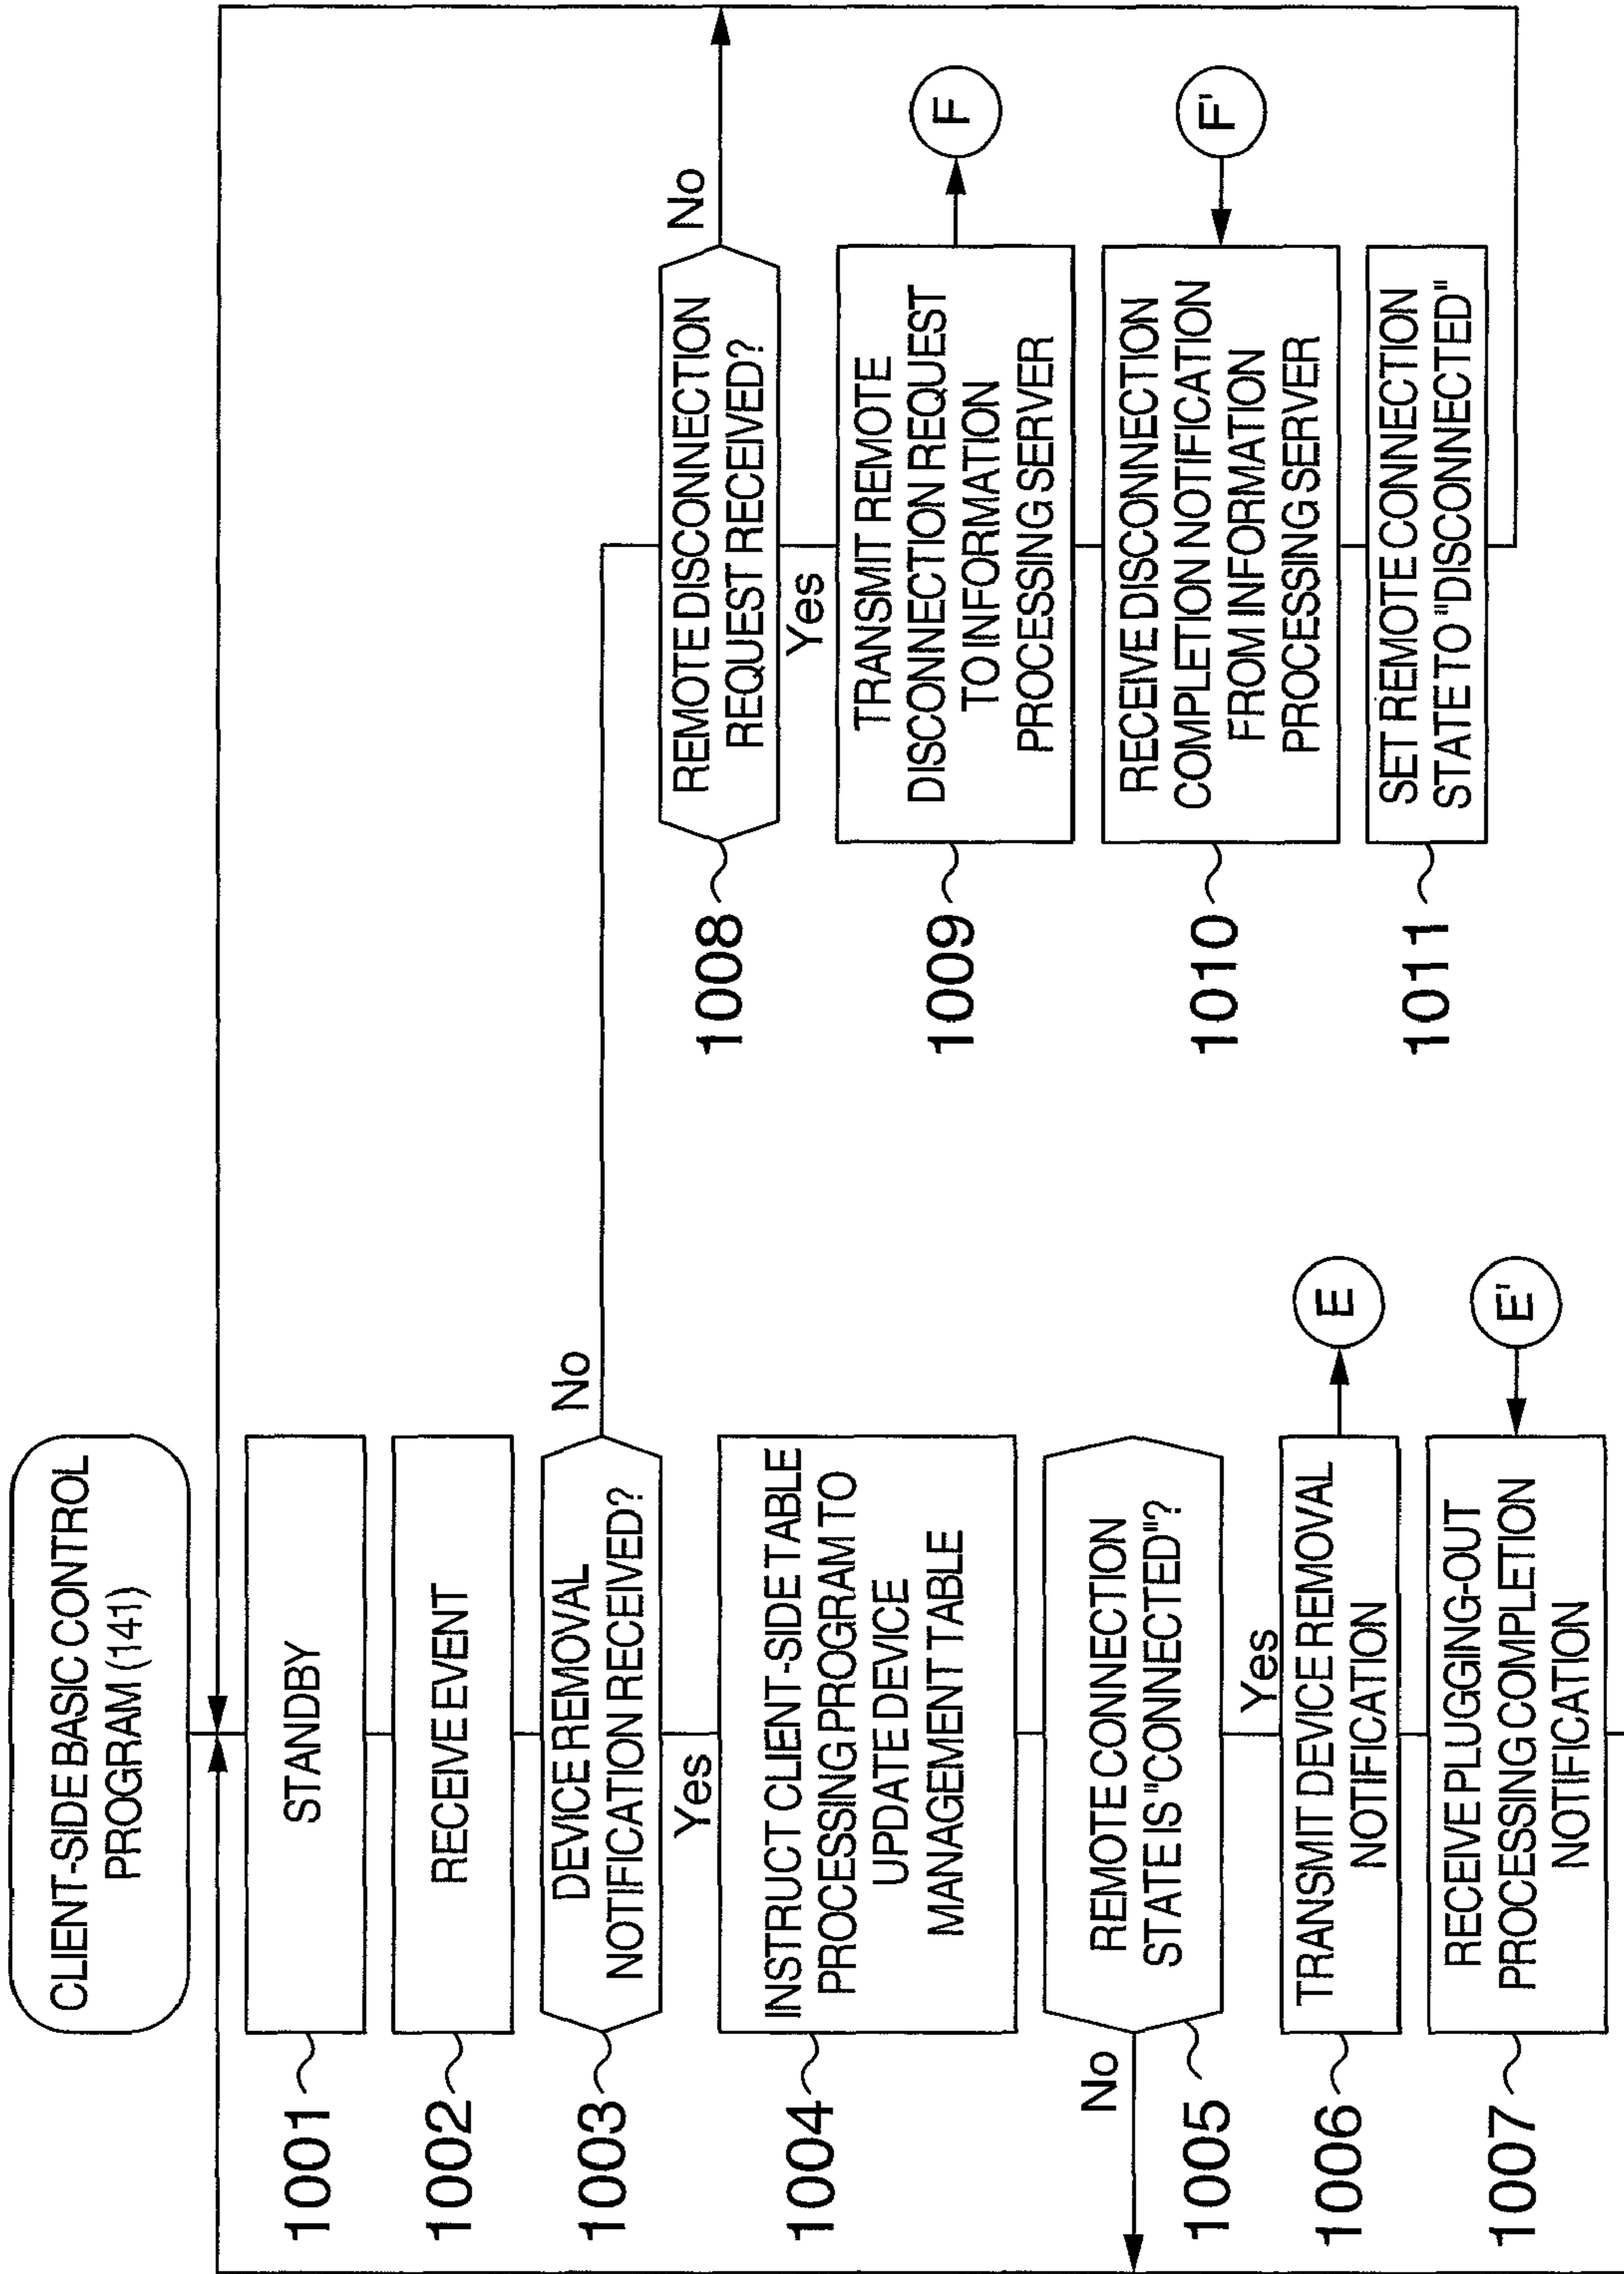 CLIENT-SIDE BASIC CONTROL
PROGRAM (141)
1001
STANDBY
1002
RECEIVE EVENT
1003
DEVICE REMOVAL
NOTIFICATION RECEIVED?
No
Yes
1004
INSTRUCT CLIENT-SIDE TABLE
PROCESSING PROGRAM TO
UPDATE DEVICE
MANAGEMENT TABLE
No
1005
REMOTE CONNECTION
STATE IS "CONNECTED"?
Yes
1006
TRANSMIT DEVICE REMOVAL
NOTIFICATION
E
1007
RECEIVE PLUGGING-OUT
PROCESSING COMPLETION
NOTIFICATION
E'
1008
REMOTE DISCONNECTION
REQUEST RECEIVED?
No
Yes
1009
TRANSMIT REMOTE
DISCONNECTION REQUEST
TO INFORMATION
PROCESSING SERVER
F
1010
RECEIVE DISCONNECTION
COMPLETION NOTIFICATION
FROM INFORMATION
PROCESSING SERVER
F'
1011
SET REMOTE CONNECTION
STATE TO "DISCONNECTED"